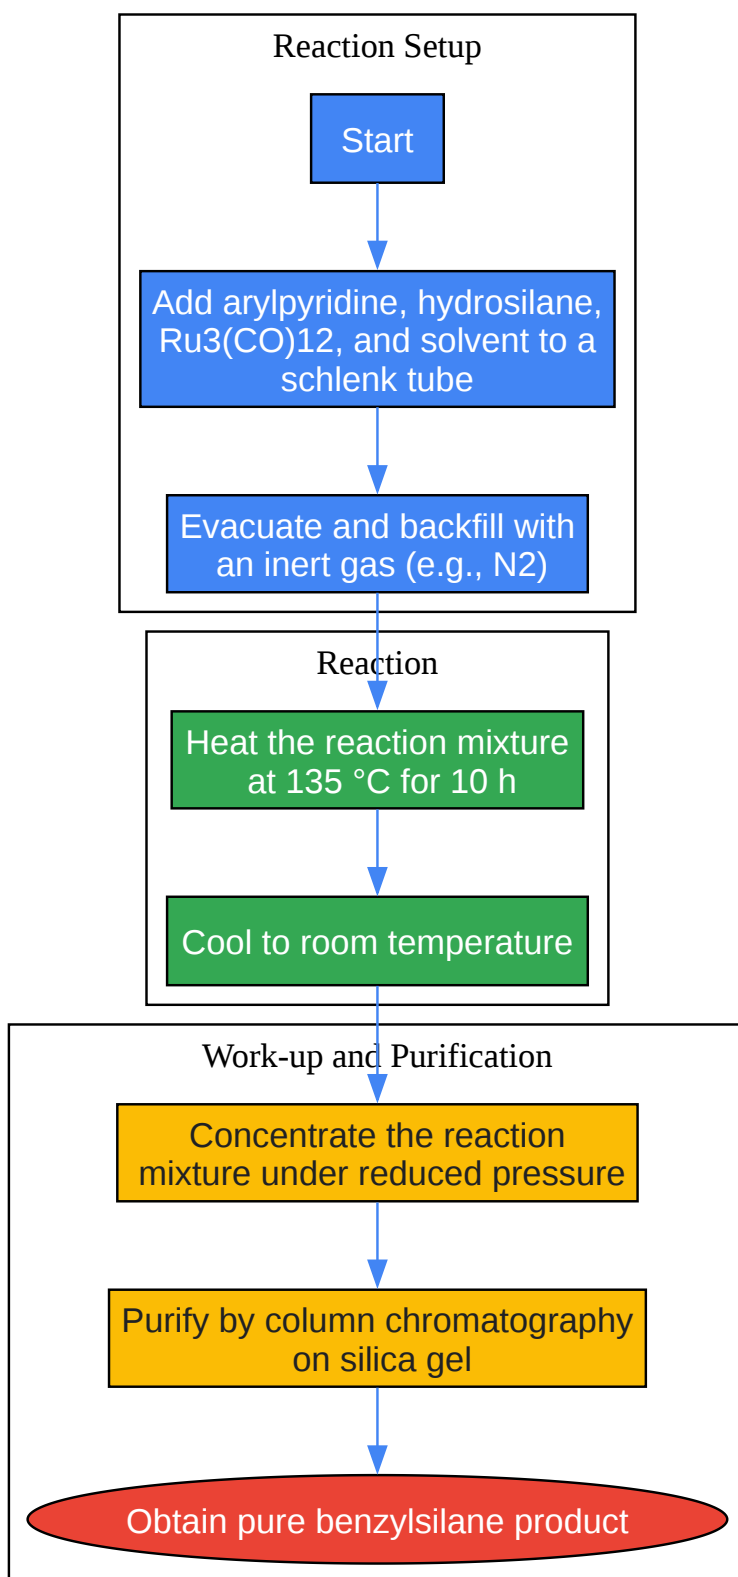 Reaction Setup
Start
Add arylpyridine, hydrosilane,
Ru3(CO)12, and solvent to a
schlenk tube
Evacuate and backfill with
an inert gas (e.g., N2)
Reaction
Heat the reaction mixture
at 135 °C for 10 h
Cool to room temperature
Work-up and Purification
Concentrate the reaction
mixture under reduced pressure
Purify by column chromatography
on silica gel
Obtain pure benzylsilane product